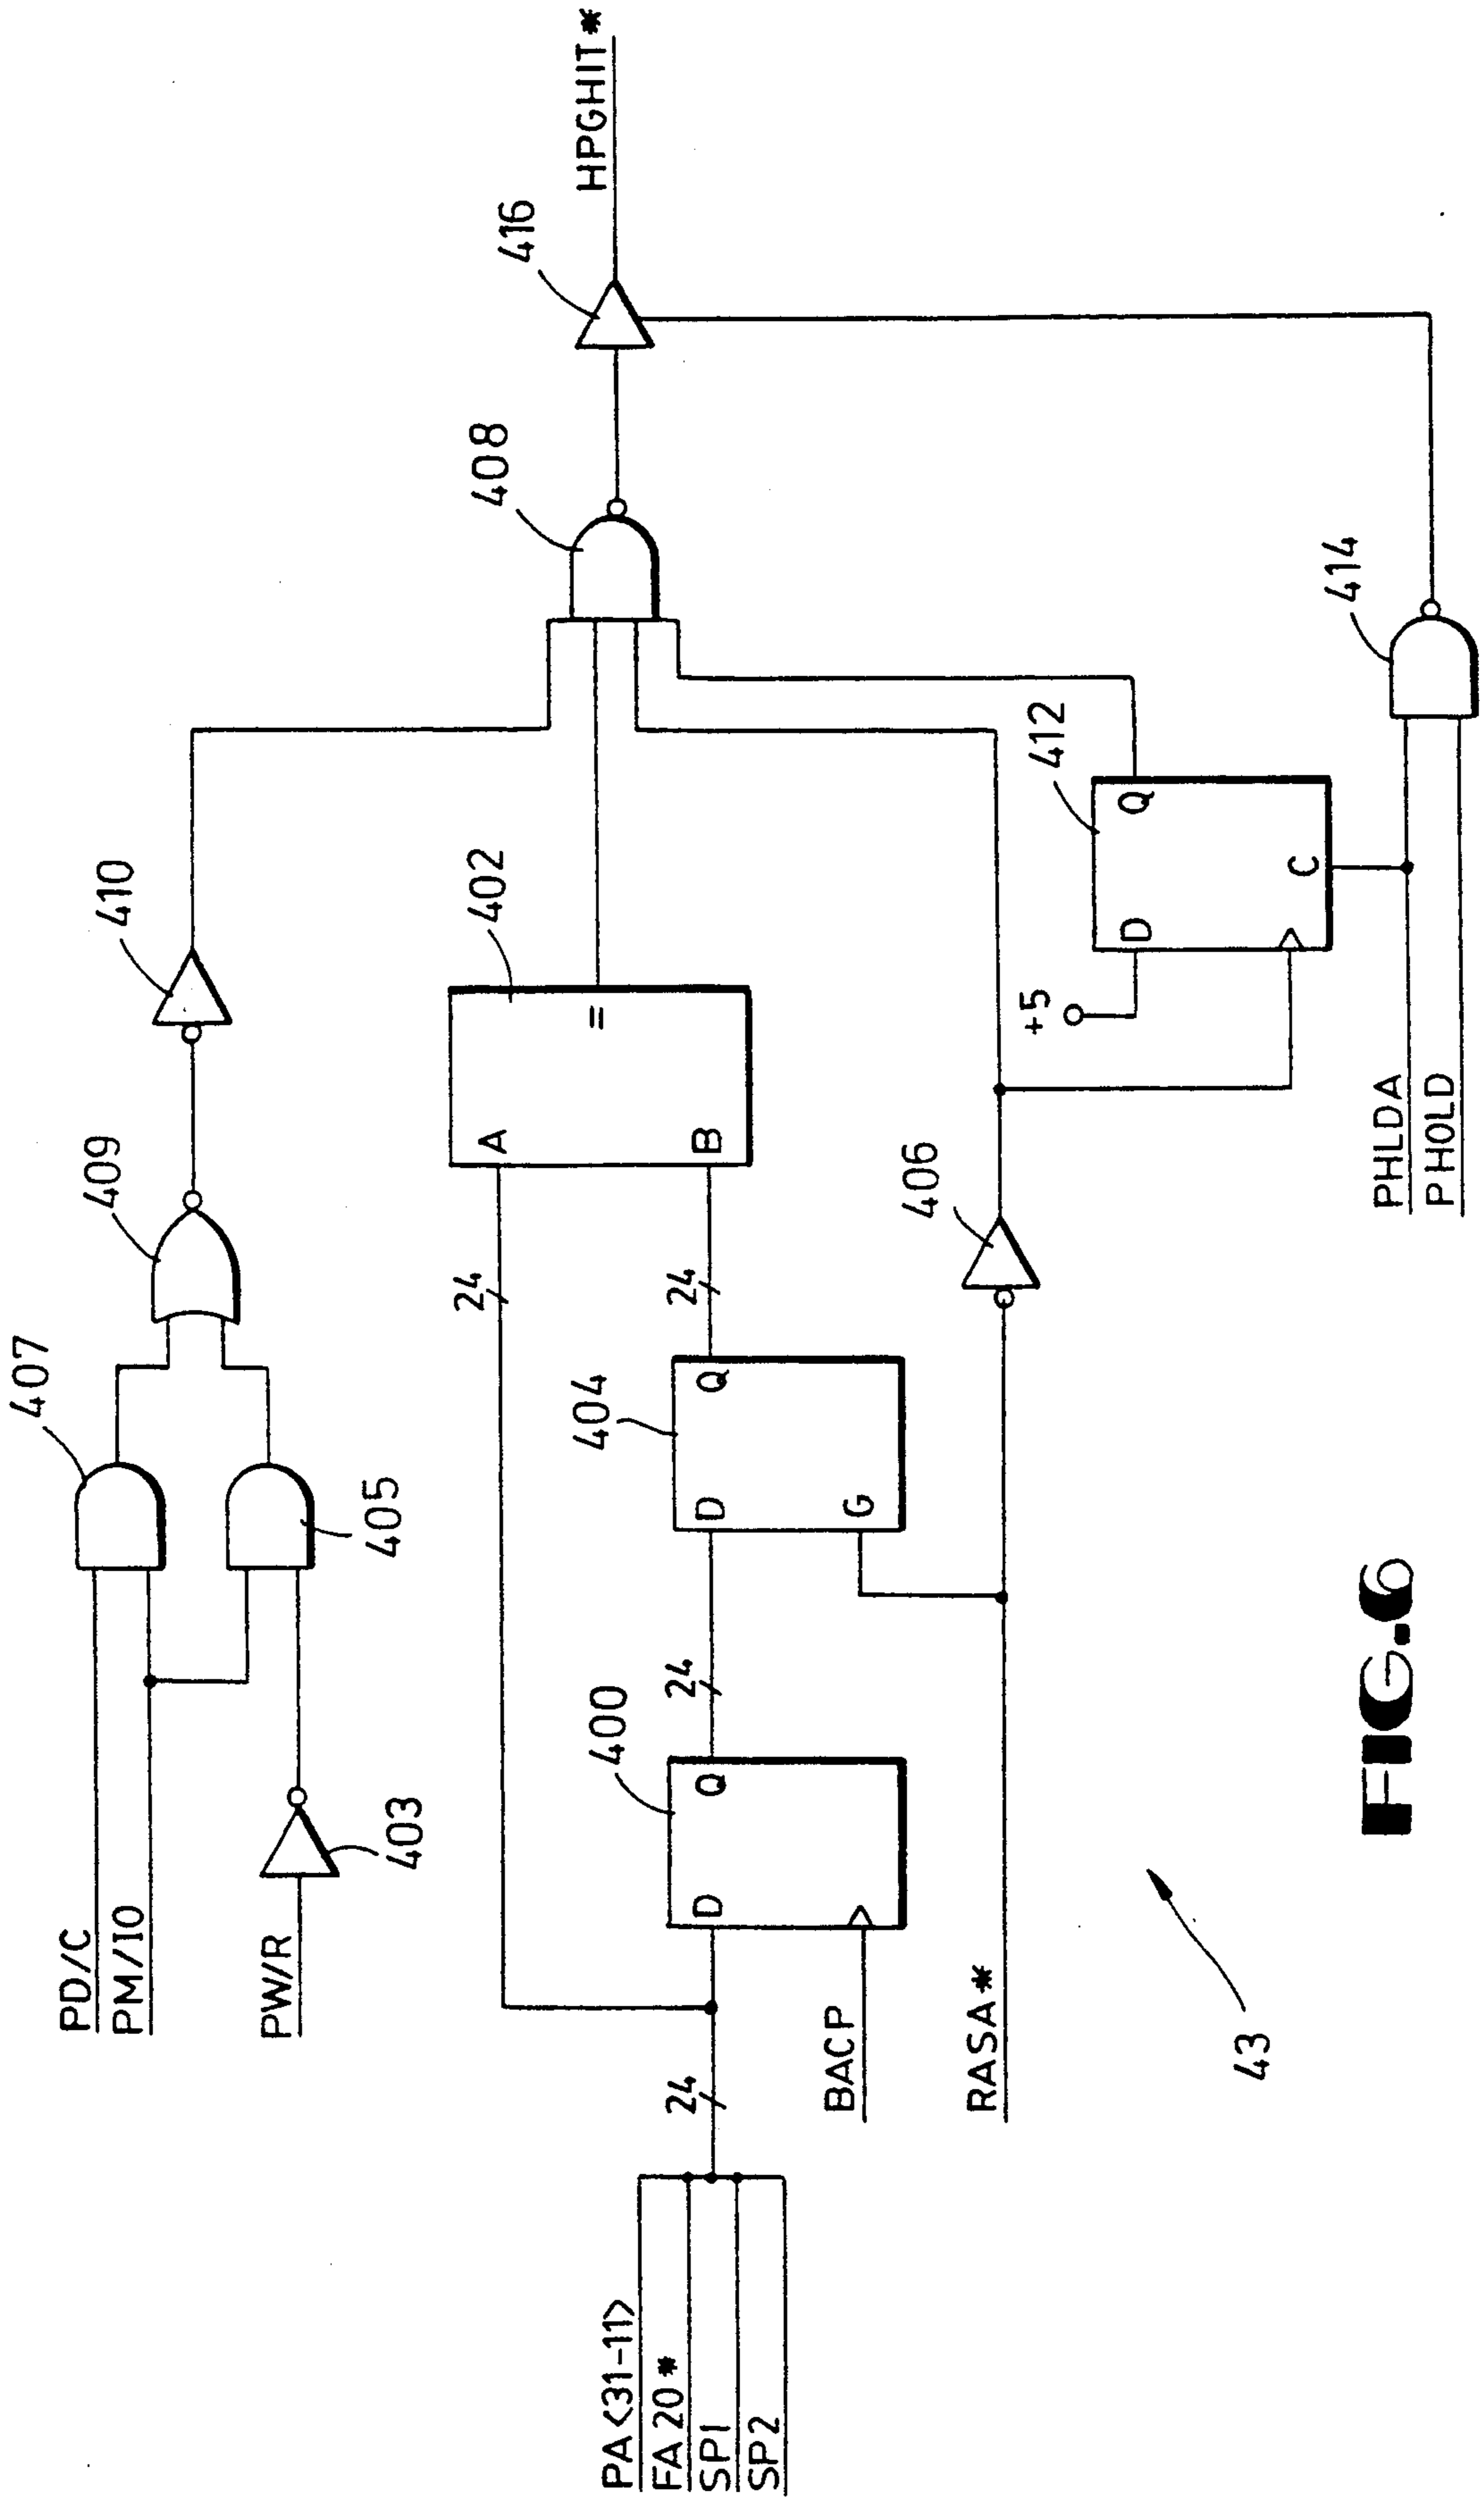 PD/C
PM/IO
PW/R
403
407
405
409
410
PA<31-11>
FA20*
SP1
SP2
24
BACP
RASA*
400
D
Q
24
404
D
Q
G
24
24
402
A
B
=
406
+5
412
D
Q
C
PHLDA
PHOLD
414
408
416
HPGHIT*
43
FIG.6